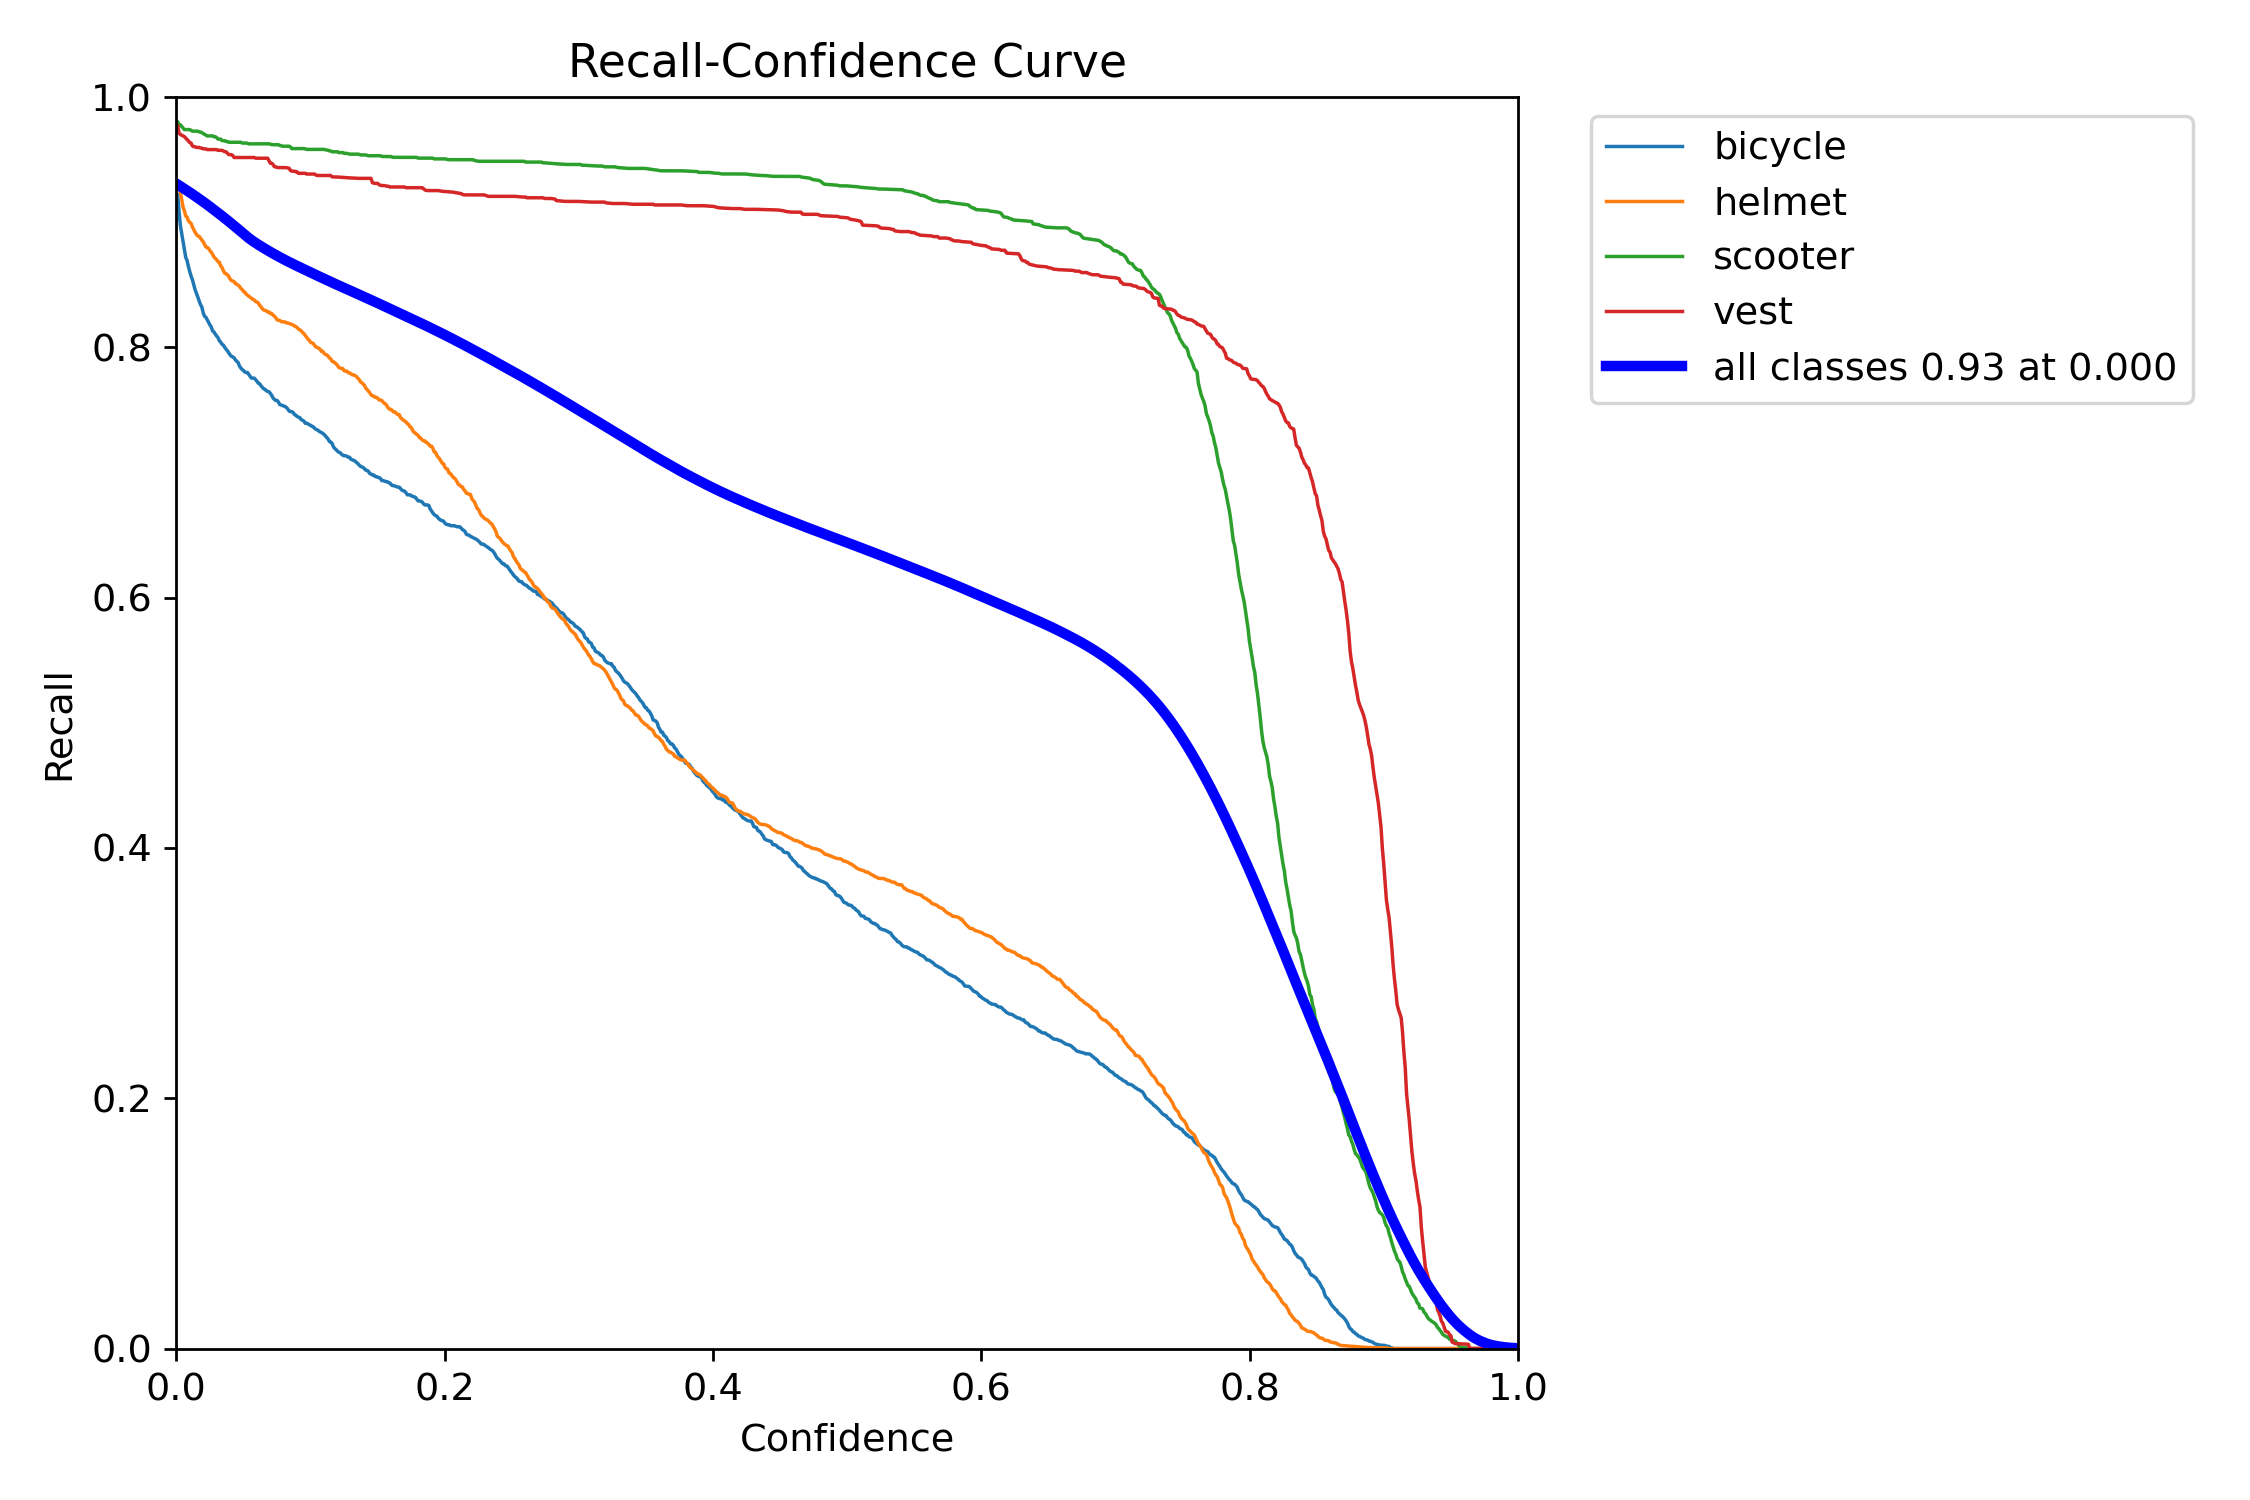 Recall-Confidence Curve
1.0
0.8
0.6
0.4
0.2
0.0
Recall
0.0 0.2 0.4 0.6 0.8 1.0
Confidence
bicycle
helmet
scooter
vest
all classes 0.93 at 0.000